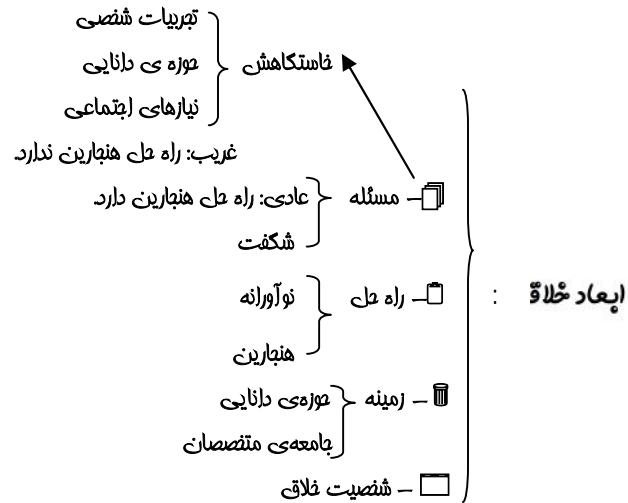 ابعاد خلاق :
تجربیات شخصی
حوزه ی دانایی
خاستگاهش
نیازهای اجتماعی
غریب: راه حل هنجارین ندارد.
– مسئله
عادی: راه حل هنجارین دارد.
شگفت
– راه حل
نوآورانه
هنجارین
– زمینه
حوزه‌ی دانایی
جامعه‌ی متخصصان
– شخصیت خلاق